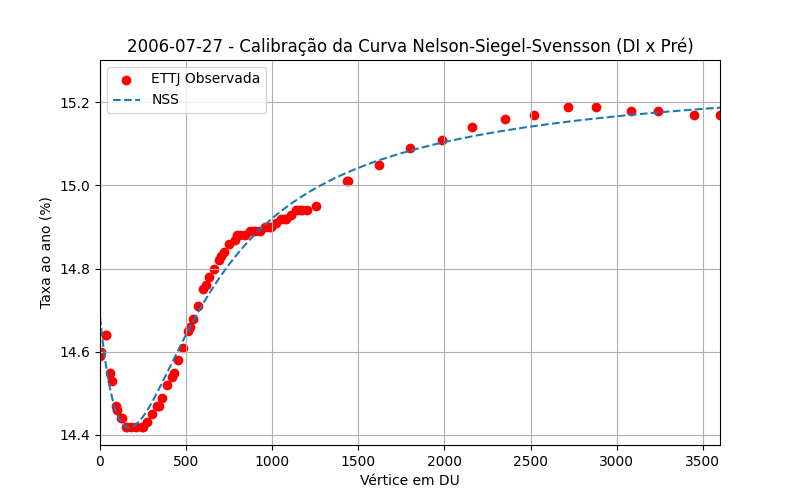 2006-07-27 - Calibração da Curva Nelson-Siegel-Svensson (DI x Pré)
ETTJ Observada
NSS
15.2
15.0
14.8
14.6
14.4
Taxa ao ano (%)
0 500 1000 1500 2000 2500 3000 3500
Vértice em DU